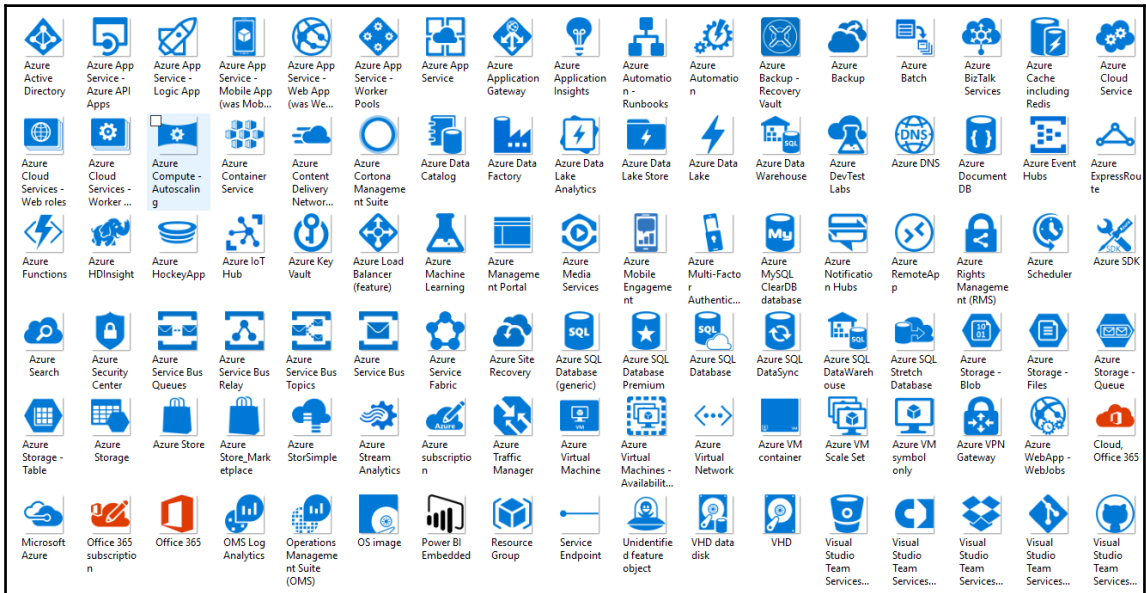 Azure
Active
Directory
Azure App
Service -
Azure API
Apps
Azure App
Service -
Logic App
Azure App
Service -
Mobile App
(was Mob...
Azure App
Service -
Web App
(was We...
Azure App
Service -
Worker
Pools
Azure App
Service
Azure
Application
Gateway
Azure
Application
Insights
Azure
Automatio
n -
Runbooks
Azure
Automatio
n
Azure
Backup -
Recovery
Vault
Azure
Backup
Azure
Batch
Azure
BizTalk
Services
Azure
Cache
including
Redis
Azure
Cloud
Service
Azure
Cloud
Services -
Web roles
Azure
Cloud
Services -
Worker ...
Azure
Compute -
Autoscalin
g
Azure
Container
Service
Azure
Content
Delivery
Networ...
Azure
Cortona
Manageme
nt Suite
Azure Data
Catalog
Azure Data
Factory
Azure Data
Lake
Analytics
Azure Data
Lake Store
Azure Data
Lake
SQL
Azure Data
Warehouse
Azure
DevTest
Labs
DNS
Azure DNS
{ }
Azure
Document
DB
Azure Event
Hubs
Azure
ExpressRou
te
Azure
Functions
Azure
HDInsight
Azure
HockeyApp
Azure IoT
Hub
Azure Key
Vault
Azure Load
Balancer
(feature)
Azure
Machine
Learning
Azure
Manageme
nt Portal
Azure
Media
Services
Azure
Mobile
Engageme
nt
Azure
Multi-Facto
r
Authentic...
My
Azure
MySQL
ClearDB
database
Azure
Notificatio
n Hubs
Azure
RemoteAp
p
Azure
Rights
Manageme
nt (RMS)
Azure
Scheduler
SDK
Azure SDK
Azure
Search
Azure
Security
Center
Azure
Service Bus
Queues
Azure
Service Bus
Relay
Azure
Service Bus
Topics
Azure
Service Bus
Azure
Service
Fabric
Azure Site
Recovery
SQL
Azure SQL
Database
(generic)
Azure SQL
Database
Premium
SQL
Azure SQL
Database
Azure SQL
DataSync
SQL
Azure SQL
DataWareh
ouse
Azure SQL
Stretch
Database
10
01
Azure
Storage -
Blob
Azure
Storage -
Files
Azure
Storage -
Queue
Azure
Storage -
Table
Azure
Storage
Azure Store
Azure
Store_Mark
etplace
Azure
StorSimple
Azure
Stream
Analytics
Azure
Azure
subscriptio
n
Azure
Traffic
Manager
VM
Azure
Virtual
Machine
Azure
Virtual
Machines -
Availabilit...
Azure
Virtual
Network
VM
Azure VM
container
Azure VM
Scale Set
Azure VM
symbol
only
Azure VPN
Gateway
Azure
WebApp -
WebJobs
Cloud,
Office 365
Microsoft
Azure
Office 365
subscriptio
n
Office 365
OMS Log
Analytics
Operations
Manageme
nt Suite
(OMS)
OS image
Power BI
Embedded
Resource
Group
Service
Endpoint
Unidentifie
d feature
object
VHD data
disk
VHD
Visual
Studio
Team
Services...
Visual
Studio
Team
Services...
Visual
Studio
Team
Services...
Visual
Studio
Team
Services...
Visual
Studio
Team
Services...